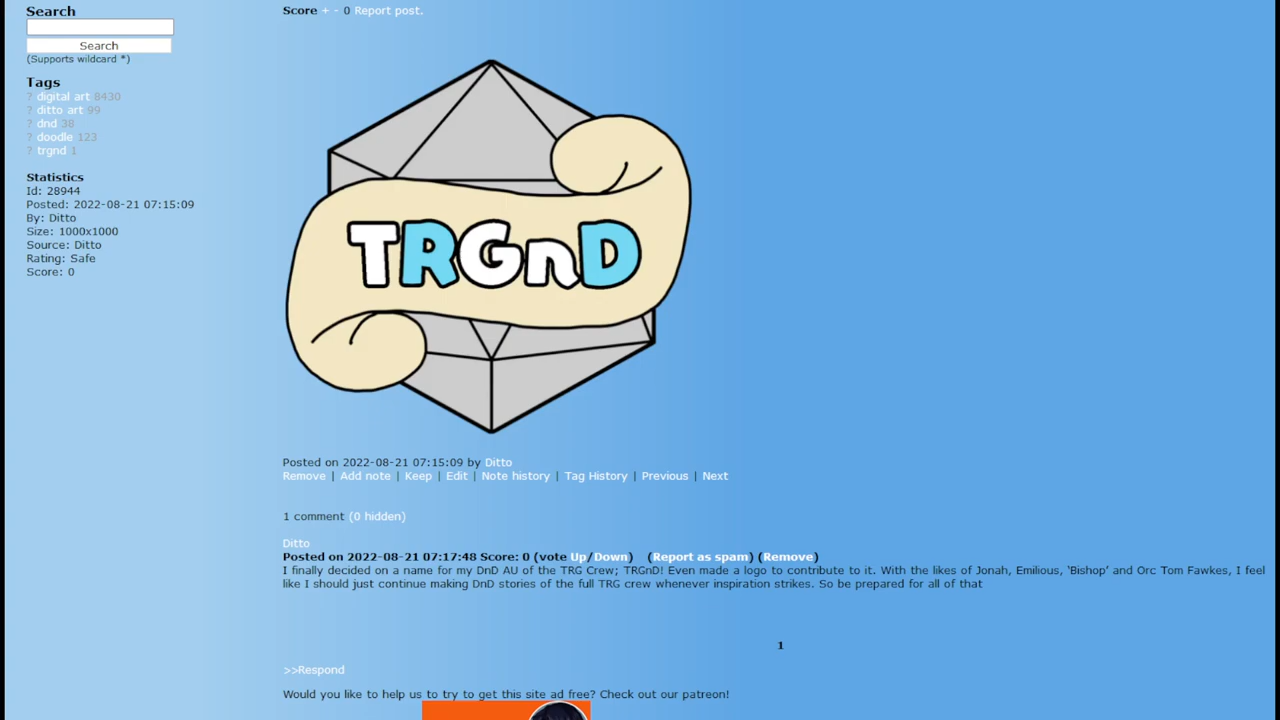 Search
Search
(Supports wildcard *)
Tags
? digital art 8430
? ditto art 99
? dnd 38
? doodle 123
? trgnd 1
Statistics
Id: 28944
Posted: 2022-08-21 07:15:09
By: Ditto
Size: 1000x1000
Source: Ditto
Rating: Safe
Score: 0
Score + - 0 Report post.
TRGnD
Posted on 2022-08-21 07:15:09 by Ditto
Remove | Add note | Keep | Edit | Note history | Tag History | Previous | Next
1 comment (0 hidden)
Ditto
Posted on 2022-08-21 07:17:48 Score: 0 (vote Up/Down) (Report as spam) (Remove)
I finally decided on a name for my DnD AU of the TRG Crew; TRGnD! Even made a logo to contribute to it. With the likes of Jonah, Emilious, ‘Bishop’ and Orc Tom Fawkes, I feel
like I should just continue making DnD stories of the full TRG crew whenever inspiration strikes. So be prepared for all of that
1
>>Respond
Would you like to help us to try to get this site ad free? Check out our patreon!